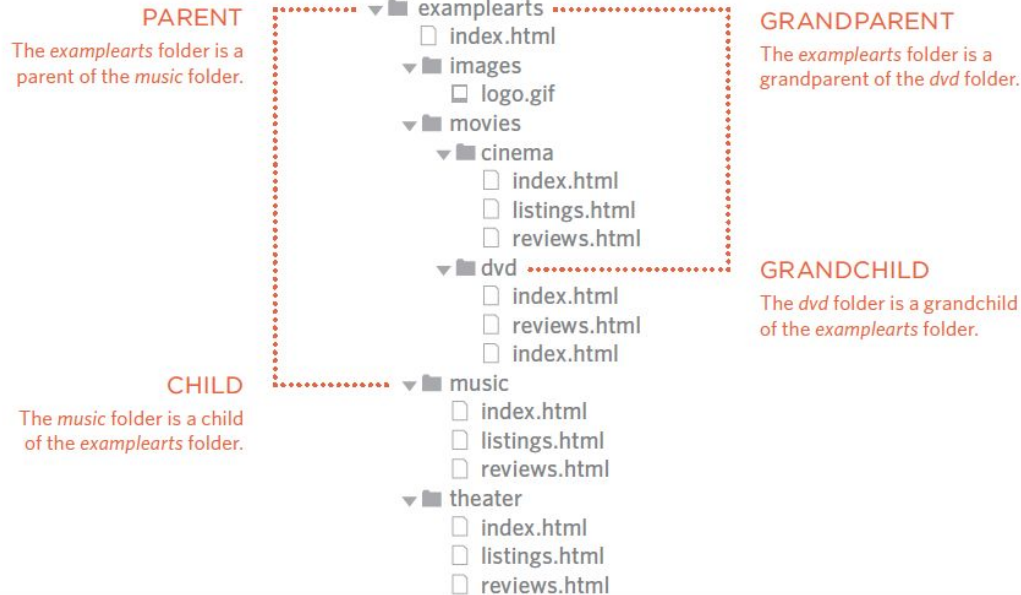 PARENT
The examplearts folder is a
parent of the music folder.
examplearts
index.html
images
logo.gif
movies
cinema
index.html
listings.html
reviews.html
dvd
index.html
reviews.html
index.html
music
index.html
listings.html
reviews.html
theater
index.html
listings.html
reviews.html
GRANDPARENT
The examplearts folder is a
grandparent of the dvd folder.
GRANDCHILD
The dvd folder is a grandchild
of the examplearts folder.
CHILD
The music folder is a child
of the examplearts folder.